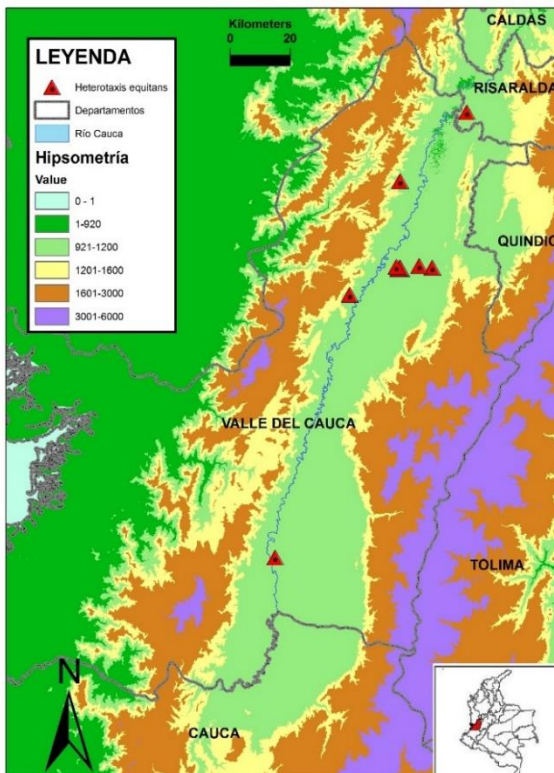 Kilometers
0 20
CALDAS
LEYENDA
Heterotaxis equitans
Departamentos
Río Cauca
Hipsometría
Value
0 - 1
1-920
921-1200
1201-1600
1601-3000
3001-6000
RISARALDA
QUINDIO
VALLE DEL CAUCA
TOLIMA
N
CAUCA